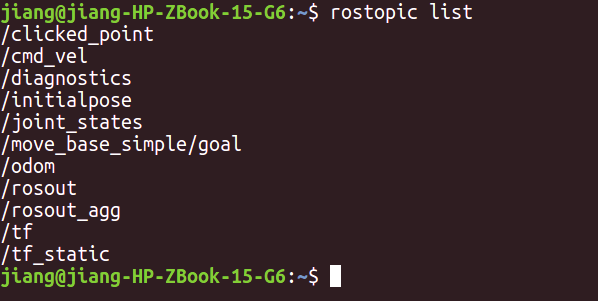 jiang@jiang-HP-ZBook-15-G6:~$ rostopic list
/clicked_point
/cmd_vel
/diagnostics
/initialpose
/joint_states
/move_base_simple/goal
/odom
/rosout
/rosout_agg
/tf
/tf_static
jiang@jiang-HP-ZBook-15-G6:~$